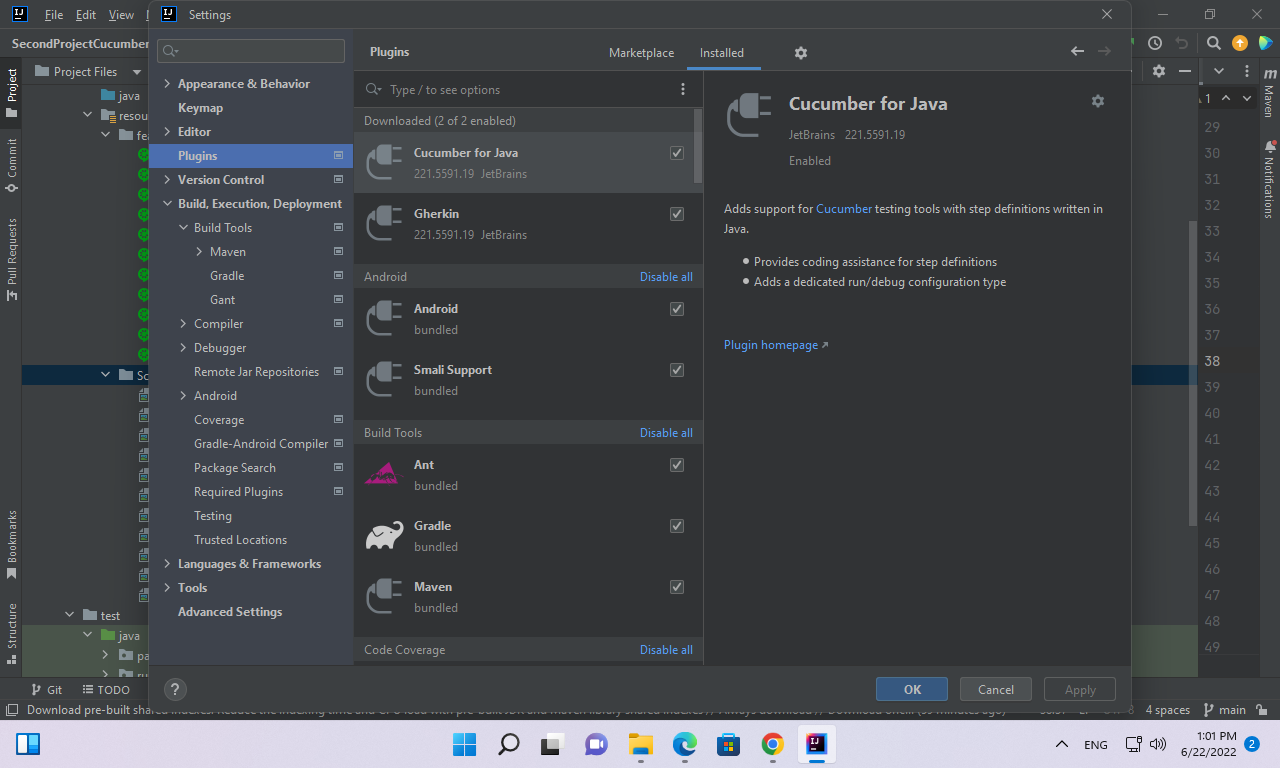 File Edit View
Settings
SecondProjectCucumber
Plugins
Marketplace
Installed
Project
Project Files
java
resou
fea
Commit
Pull Requests
Bookmarks
Structure
test
java
pa
Appearance & Behavior
Keymap
Editor
Plugins
Version Control
Build, Execution, Deployment
Build Tools
Maven
Gradle
Gant
Compiler
Debugger
Remote Jar Repositories
Android
Coverage
Gradle-Android Compiler
Package Search
Required Plugins
Testing
Trusted Locations
Languages & Frameworks
Tools
Advanced Settings
Type / to see options
Downloaded (2 of 2 enabled)
Cucumber for Java
221.5591.19 JetBrains
Gherkin
221.5591.19 JetBrains
Android Disable all
Android
bundled
Smali Support
bundled
Build Tools Disable all
Ant
bundled
Gradle
bundled
Maven
bundled
Code Coverage Disable all
Cucumber for Java
JetBrains 221.5591.19
Enabled
Adds support for Cucumber testing tools with step definitions written in
Java.
Provides coding assistance for step definitions
Adds a dedicated run/debug configuration type
Plugin homepage
1
29
30
31
32
33
34
35
36
37
38
39
40
41
42
43
44
45
46
47
48
49
m
Maven
Notifications
?
OK Cancel Apply
Git TODO
Download pre-built shared indexes: Reduce the indexing time and CPU load with pre-built JDK and Maven library shared indexes // Always download // Download once
4 spaces main
ENG
1:01 PM
6/22/2022
2